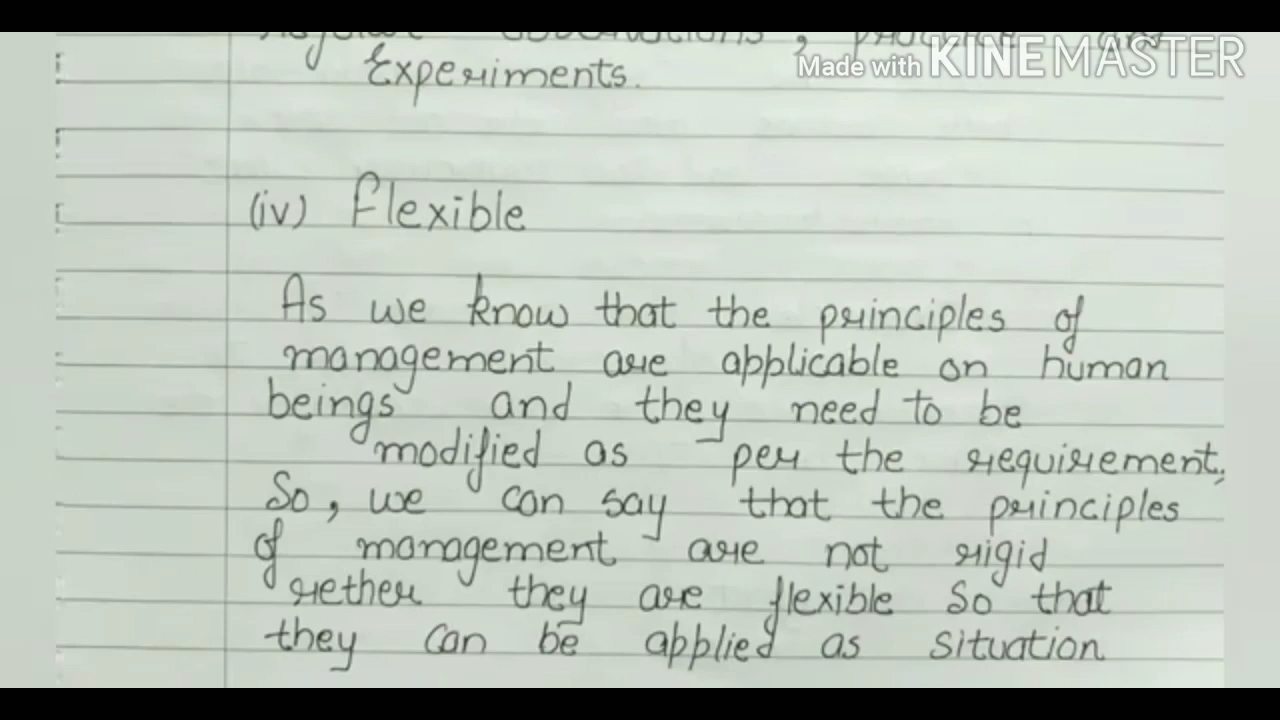 Experiments.
Made with KINEMASTER
(iv) Flexible
As we know that the principles of
management are applicable on human
beings and they need to be
modified as per the requirement,
So, we can say that the principles
of management are not rigid
rether they are flexible So that
they can be applied as situation